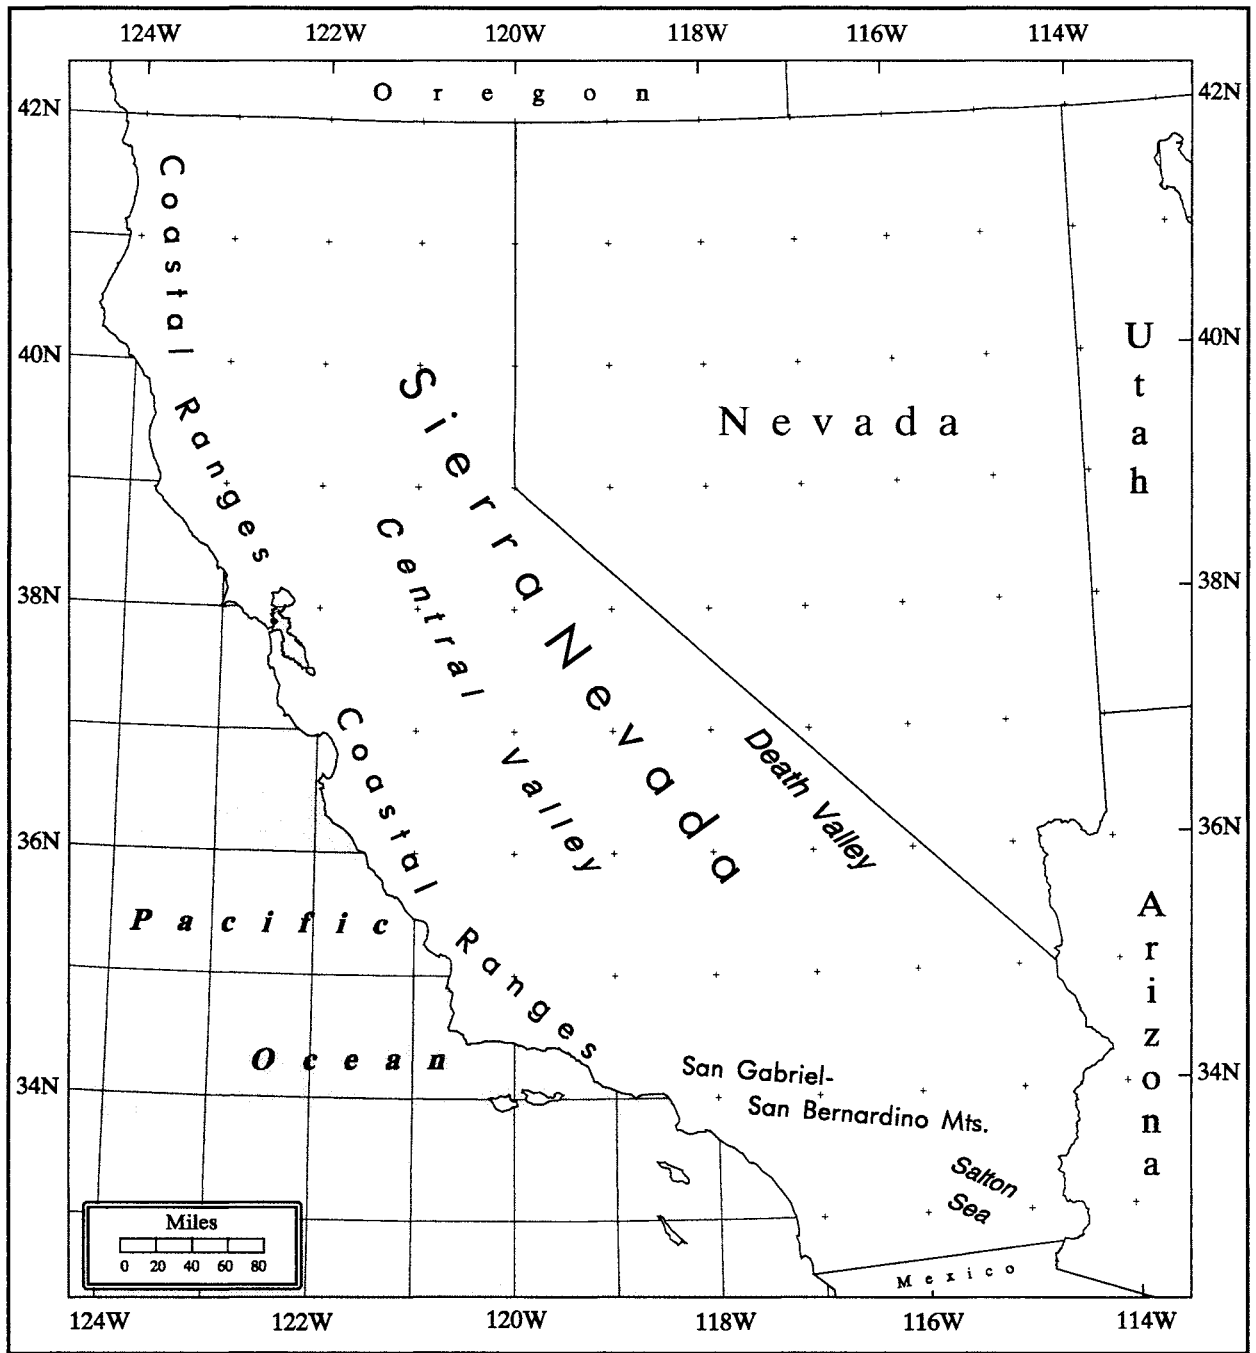 124W 122W 120W 118W 116W 114W
42N Oregon 42N
Coastal Ranges
40N Utah 40N
Sierra Nevada
Nevada
Central Valley
38N 38N
Coastal Ranges
Death Valley
36N 36N
Pacific
Ocean
Arizona
San Gabriel-
San Bernardino Mts.
34N 34N
Salton
Sea
Miles
0 20 40 60 80
Mexico
124W 122W 120W 118W 116W 114W